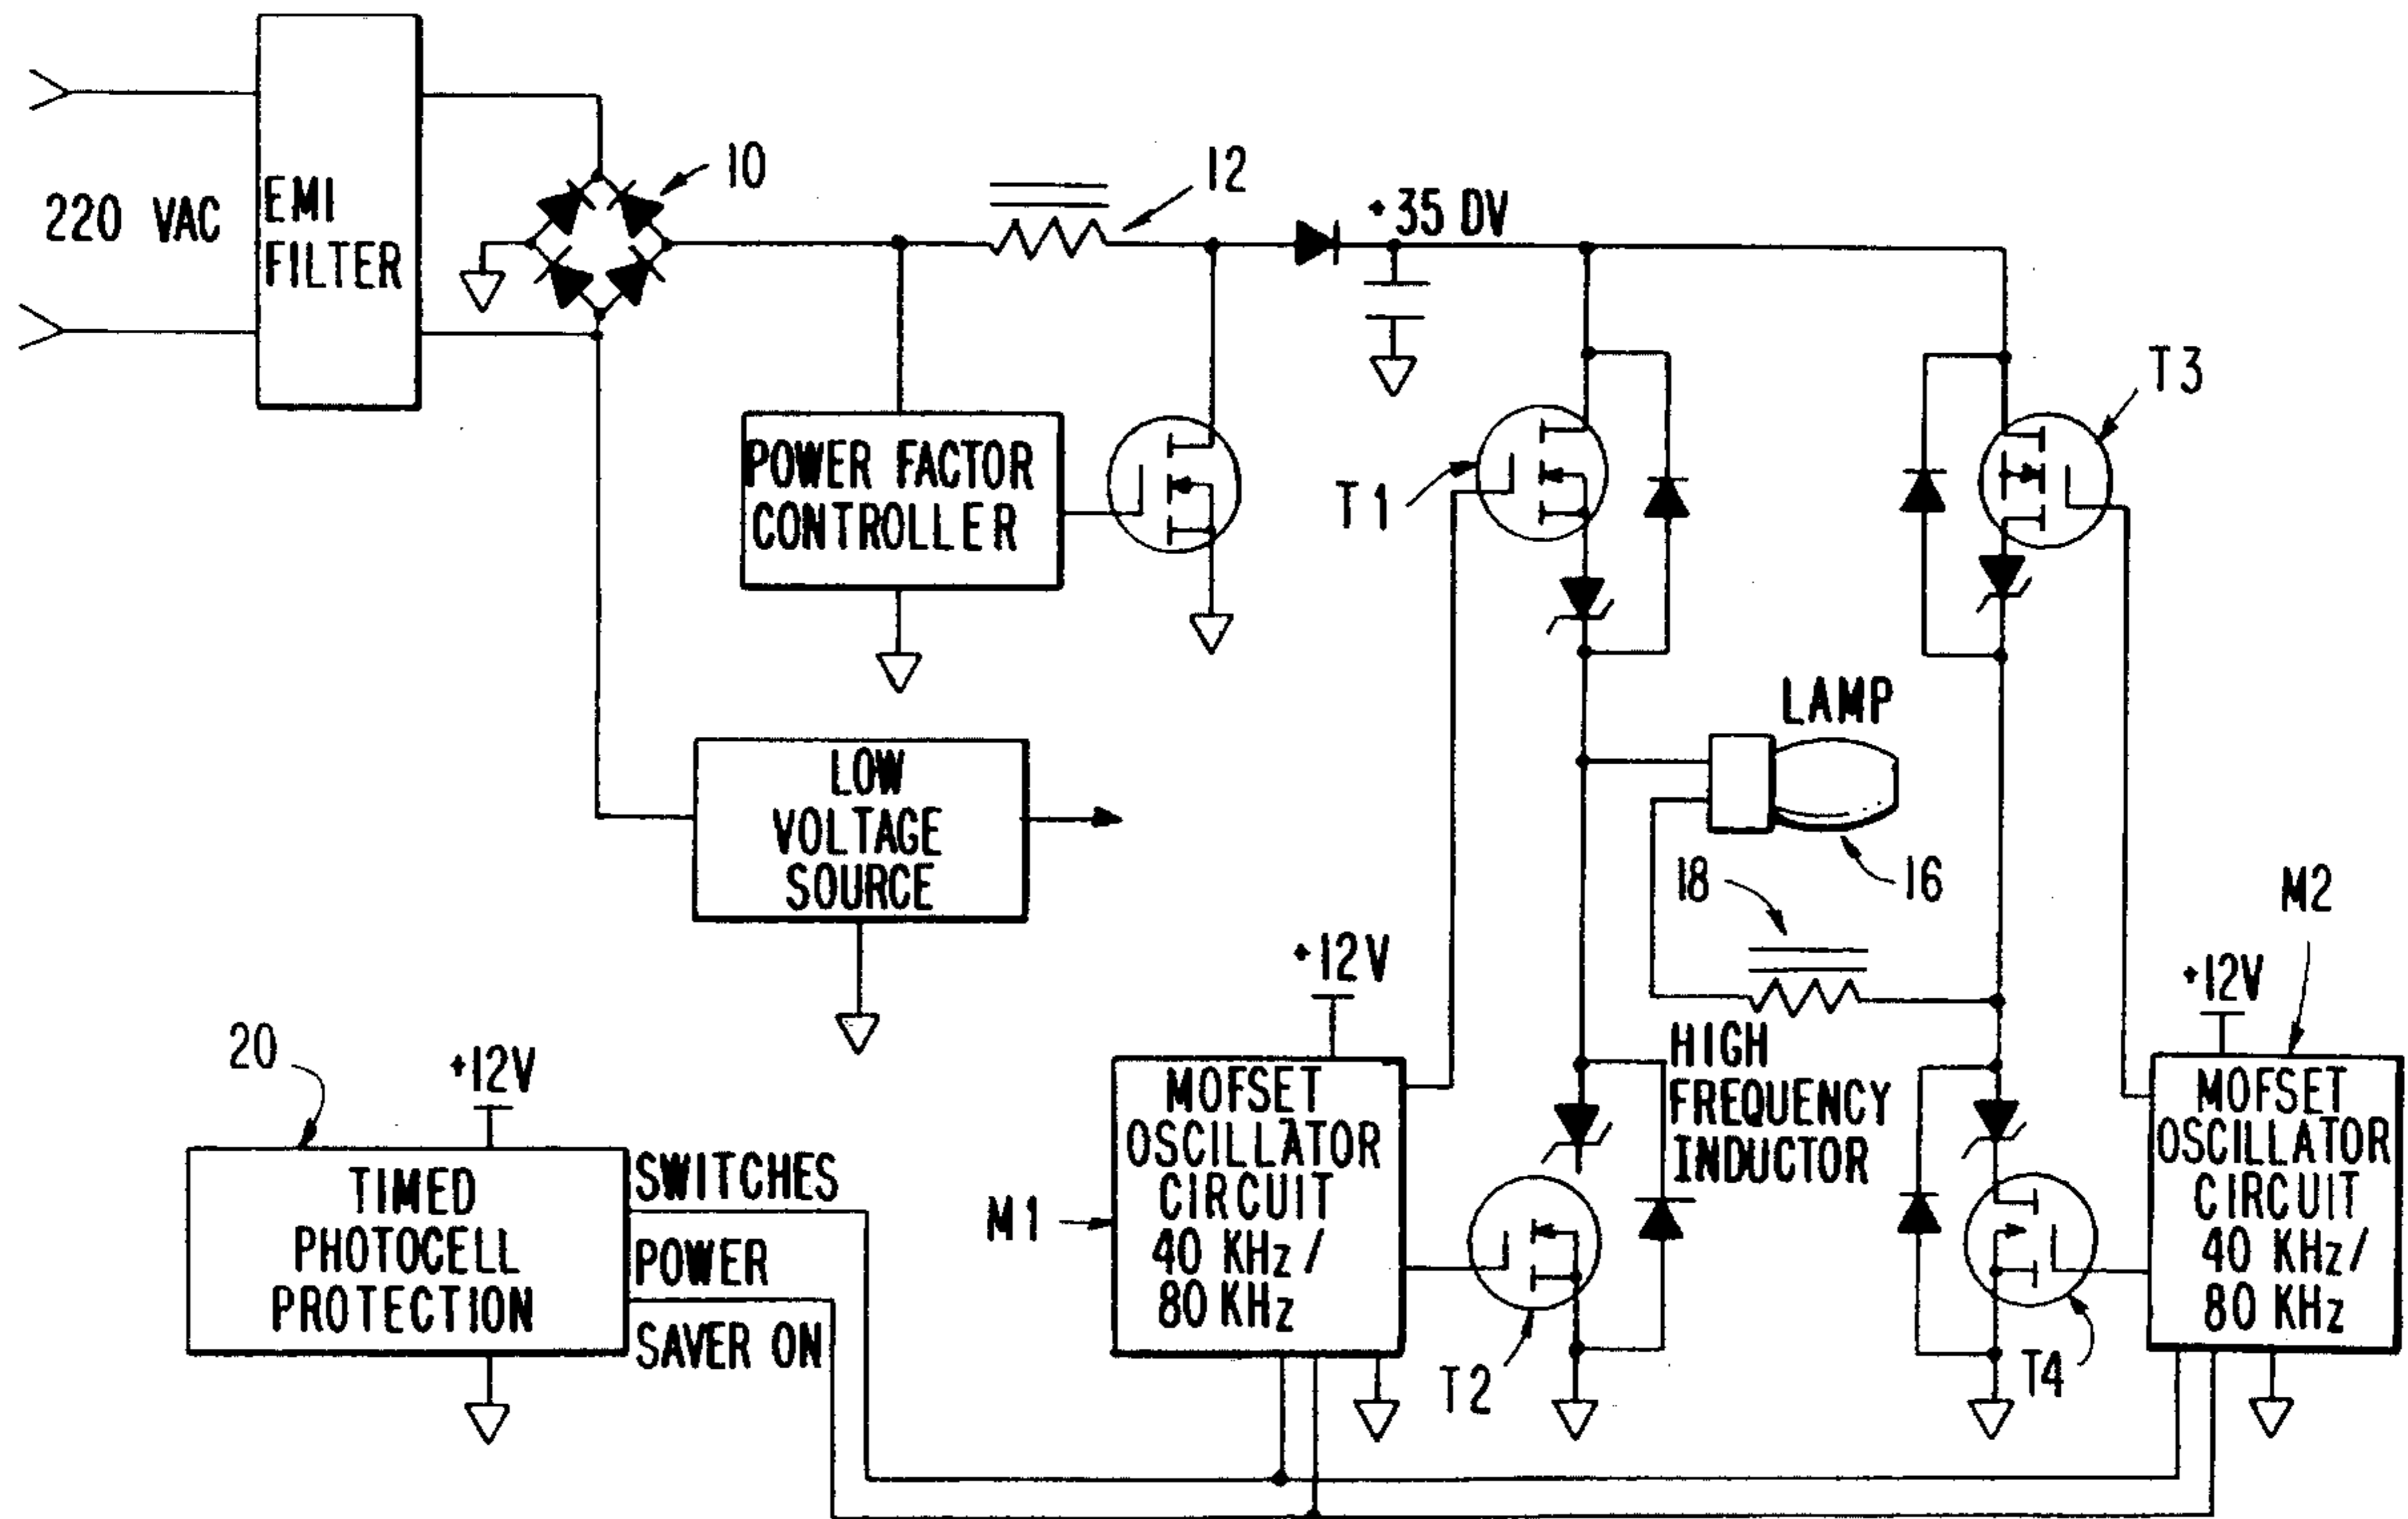 220 VAC
EMI
FILTER
10
12
+35 DV
POWER FACTOR
CONTROLLER
T1
T3
LOW
VOLTAGE
SOURCE
LAMP
16
18
HIGH
FREQUENCY
INDUCTOR
20
+12V
TIMED
PHOTOCELL
PROTECTION
SWITCHES
POWER
SAVER ON
M1
+12V
MOFSET
OSCILLATOR
CIRCUIT
40 KHz /
80 KHz
T2
T4
M2
+12V
MOFSET
OSCILLATOR
CIRCUIT
40 KHz/
80 KHz